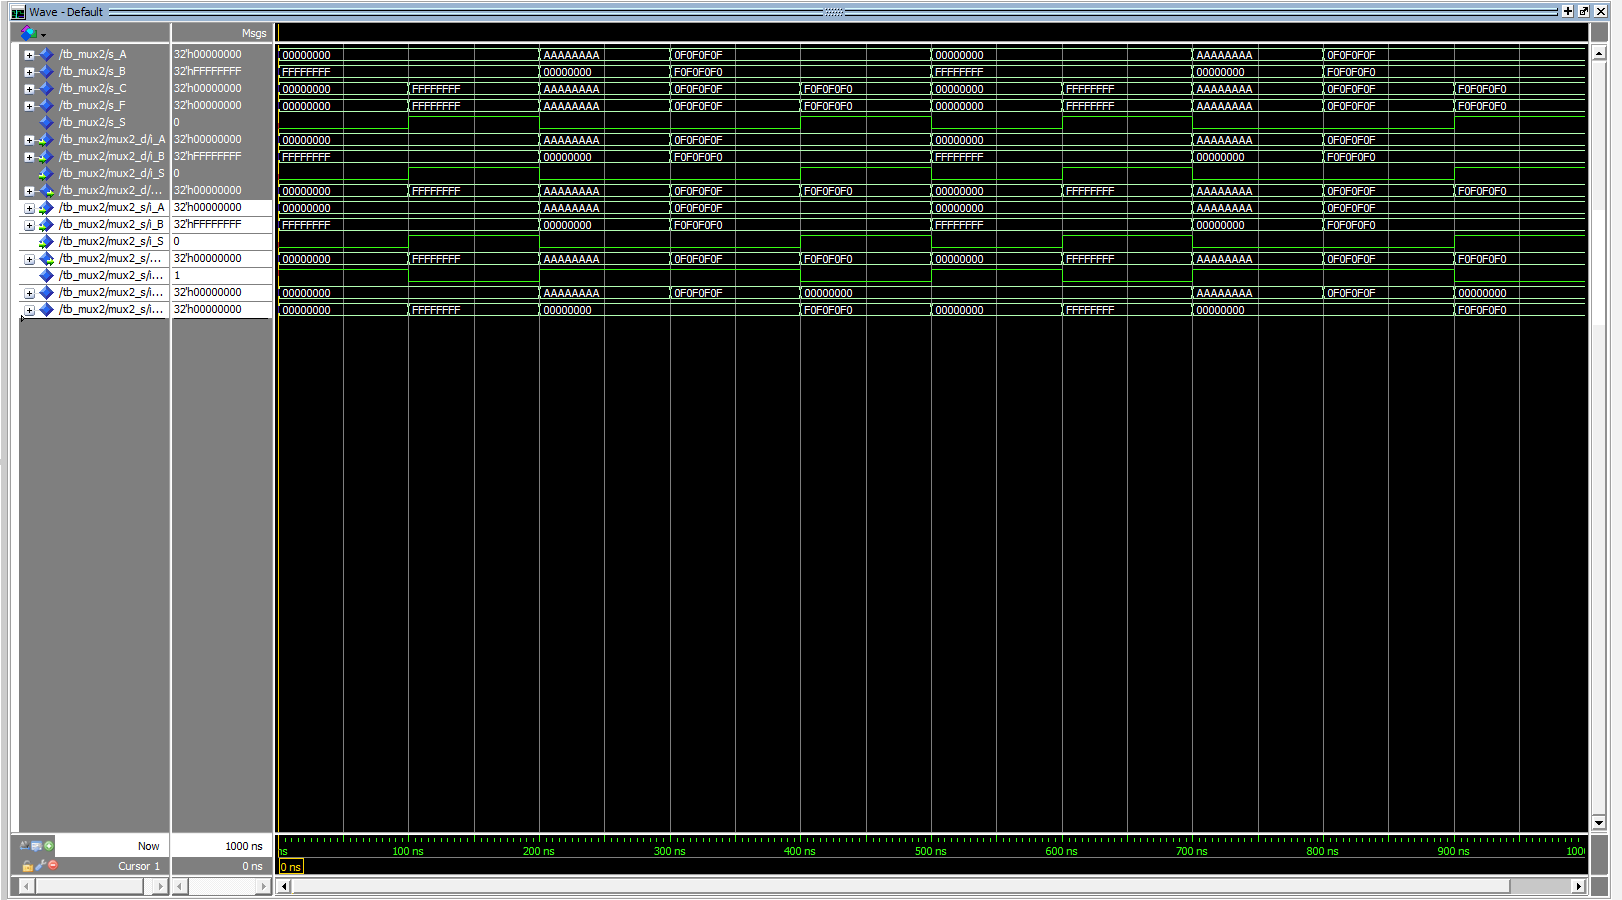 Wave - Default
Msgs
/tb_mux2/s_A 32'h00000000 00000000 AAAAAAAA 0F0F0F0F 00000000 AAAAAAAA 0F0F0F0F
/tb_mux2/s_B 32'hFFFFFFFF FFFFFFFF 00000000 F0F0F0F0 FFFFFFFF 00000000 F0F0F0F0
/tb_mux2/s_C 32'h00000000 00000000 FFFFFFFF AAAAAAAA 0F0F0F0F F0F0F0F0 00000000 FFFFFFFF AAAAAAAA 0F0F0F0F F0F0F0F0
/tb_mux2/s_F 32'h00000000 00000000 FFFFFFFF AAAAAAAA 0F0F0F0F F0F0F0F0 00000000 FFFFFFFF AAAAAAAA 0F0F0F0F F0F0F0F0
/tb_mux2/s_S 0
/tb_mux2/mux2_d/i_A 32'h00000000 00000000 AAAAAAAA 0F0F0F0F 00000000 AAAAAAAA 0F0F0F0F
/tb_mux2/mux2_d/i_B 32'hFFFFFFFF FFFFFFFF 00000000 F0F0F0F0 FFFFFFFF 00000000 F0F0F0F0
/tb_mux2/mux2_d/i_S 0
/tb_mux2/mux2_d/... 32'h00000000 00000000 FFFFFFFF AAAAAAAA 0F0F0F0F F0F0F0F0 00000000 FFFFFFFF AAAAAAAA 0F0F0F0F F0F0F0F0
/tb_mux2/mux2_s/i_A 32'h00000000 00000000 AAAAAAAA 0F0F0F0F 00000000 AAAAAAAA 0F0F0F0F
/tb_mux2/mux2_s/i_B 32'hFFFFFFFF FFFFFFFF 00000000 F0F0F0F0 FFFFFFFF 00000000 F0F0F0F0
/tb_mux2/mux2_s/i_S 0
/tb_mux2/mux2_s/... 32'h00000000 00000000 FFFFFFFF AAAAAAAA 0F0F0F0F F0F0F0F0 00000000 FFFFFFFF AAAAAAAA 0F0F0F0F F0F0F0F0
/tb_mux2/mux2_s/i... 1
/tb_mux2/mux2_s/i... 32'h00000000 00000000 AAAAAAAA 0F0F0F0F 00000000 AAAAAAAA 0F0F0F0F 00000000
/tb_mux2/mux2_s/i... 32'h00000000 00000000 FFFFFFFF 00000000 F0F0F0F0 00000000 FFFFFFFF 00000000 F0F0F0F0
Now 1000 ns ns 100 ns 200 ns 300 ns 400 ns 500 ns 600 ns 700 ns 800 ns 900 ns 1000
Cursor 1 0 ns 0 ns